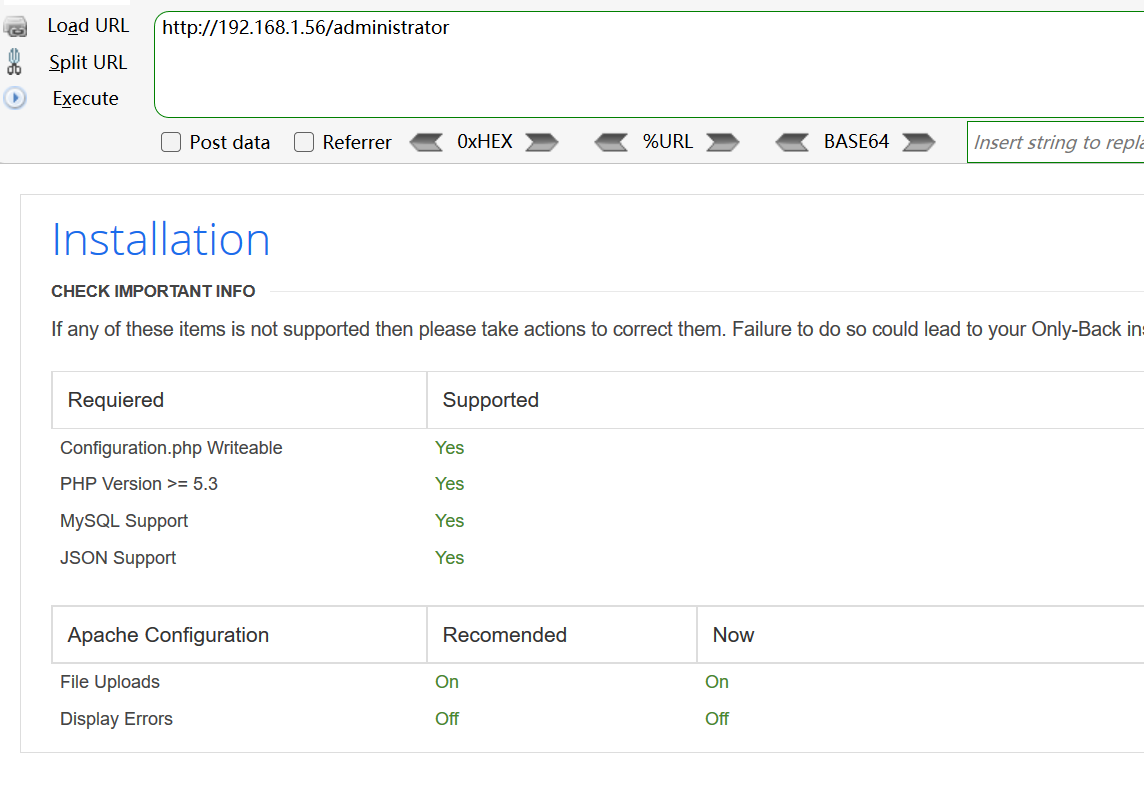 Load URL
http://192.168.1.56/administrator
Split URL
Execute
Post data Referrer 0xHEX %URL BASE64 Insert string to repla
Installation
CHECK IMPORTANT INFO
If any of these items is not supported then please take actions to correct them. Failure to do so could lead to your Only-Back in
Requiered Supported
Configuration.php Writeable Yes
PHP Version >= 5.3 Yes
MySQL Support Yes
JSON Support Yes
Apache Configuration Recomended Now
File Uploads On On
Display Errors Off Off